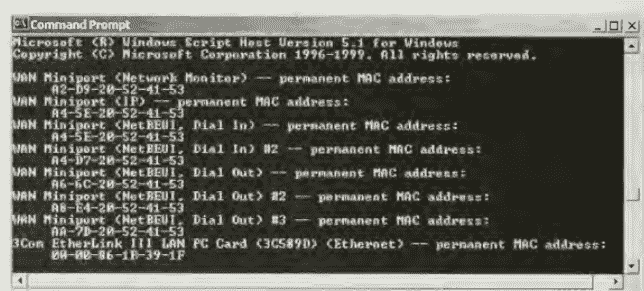 Command Prompt
Microsoft (R) Windows Script Host Version 5.1 for Windows
Copyright (C) Microsoft Corporation 1996-1999. All rights reserved.
WAN Miniport (Network Monitor) -- permanent MAC address:
A2-D9-20-52-41-53
WAN Miniport (IP) -- permanent MAC address:
A4-5E-20-52-41-53
WAN Miniport (NetBEUI, Dial In) -- permanent MAC address:
A4-5E-20-52-41-53
WAN Miniport (NetBEUI, Dial In) #2 -- permanent MAC address:
A4-D7-20-52-41-53
WAN Miniport (NetBEUI, Dial Out) -- permanent MAC address:
A6-6C-20-52-41-53
WAN Miniport (NetBEUI, Dial Out) #2 -- permanent MAC address:
A8-E4-20-52-41-53
WAN Miniport (NetBEUI, Dial Out) #3 -- permanent MAC address:
AA-7D-20-52-41-53
3Com EtherLink III LAN PC Card (3C589D) (Ethernet) -- permanent MAC address:
00-00-86-1B-39-1F